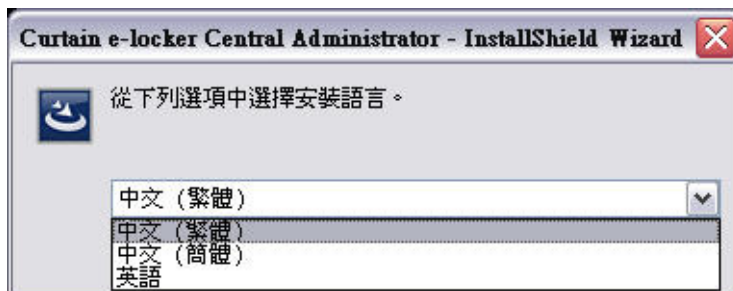 Curtain e-locker Central Administrator - InstallShield Wizard
從下列選項中選擇安裝語言。
中文 (繁體)
中文 (繁體)
中文 (簡體)
英語